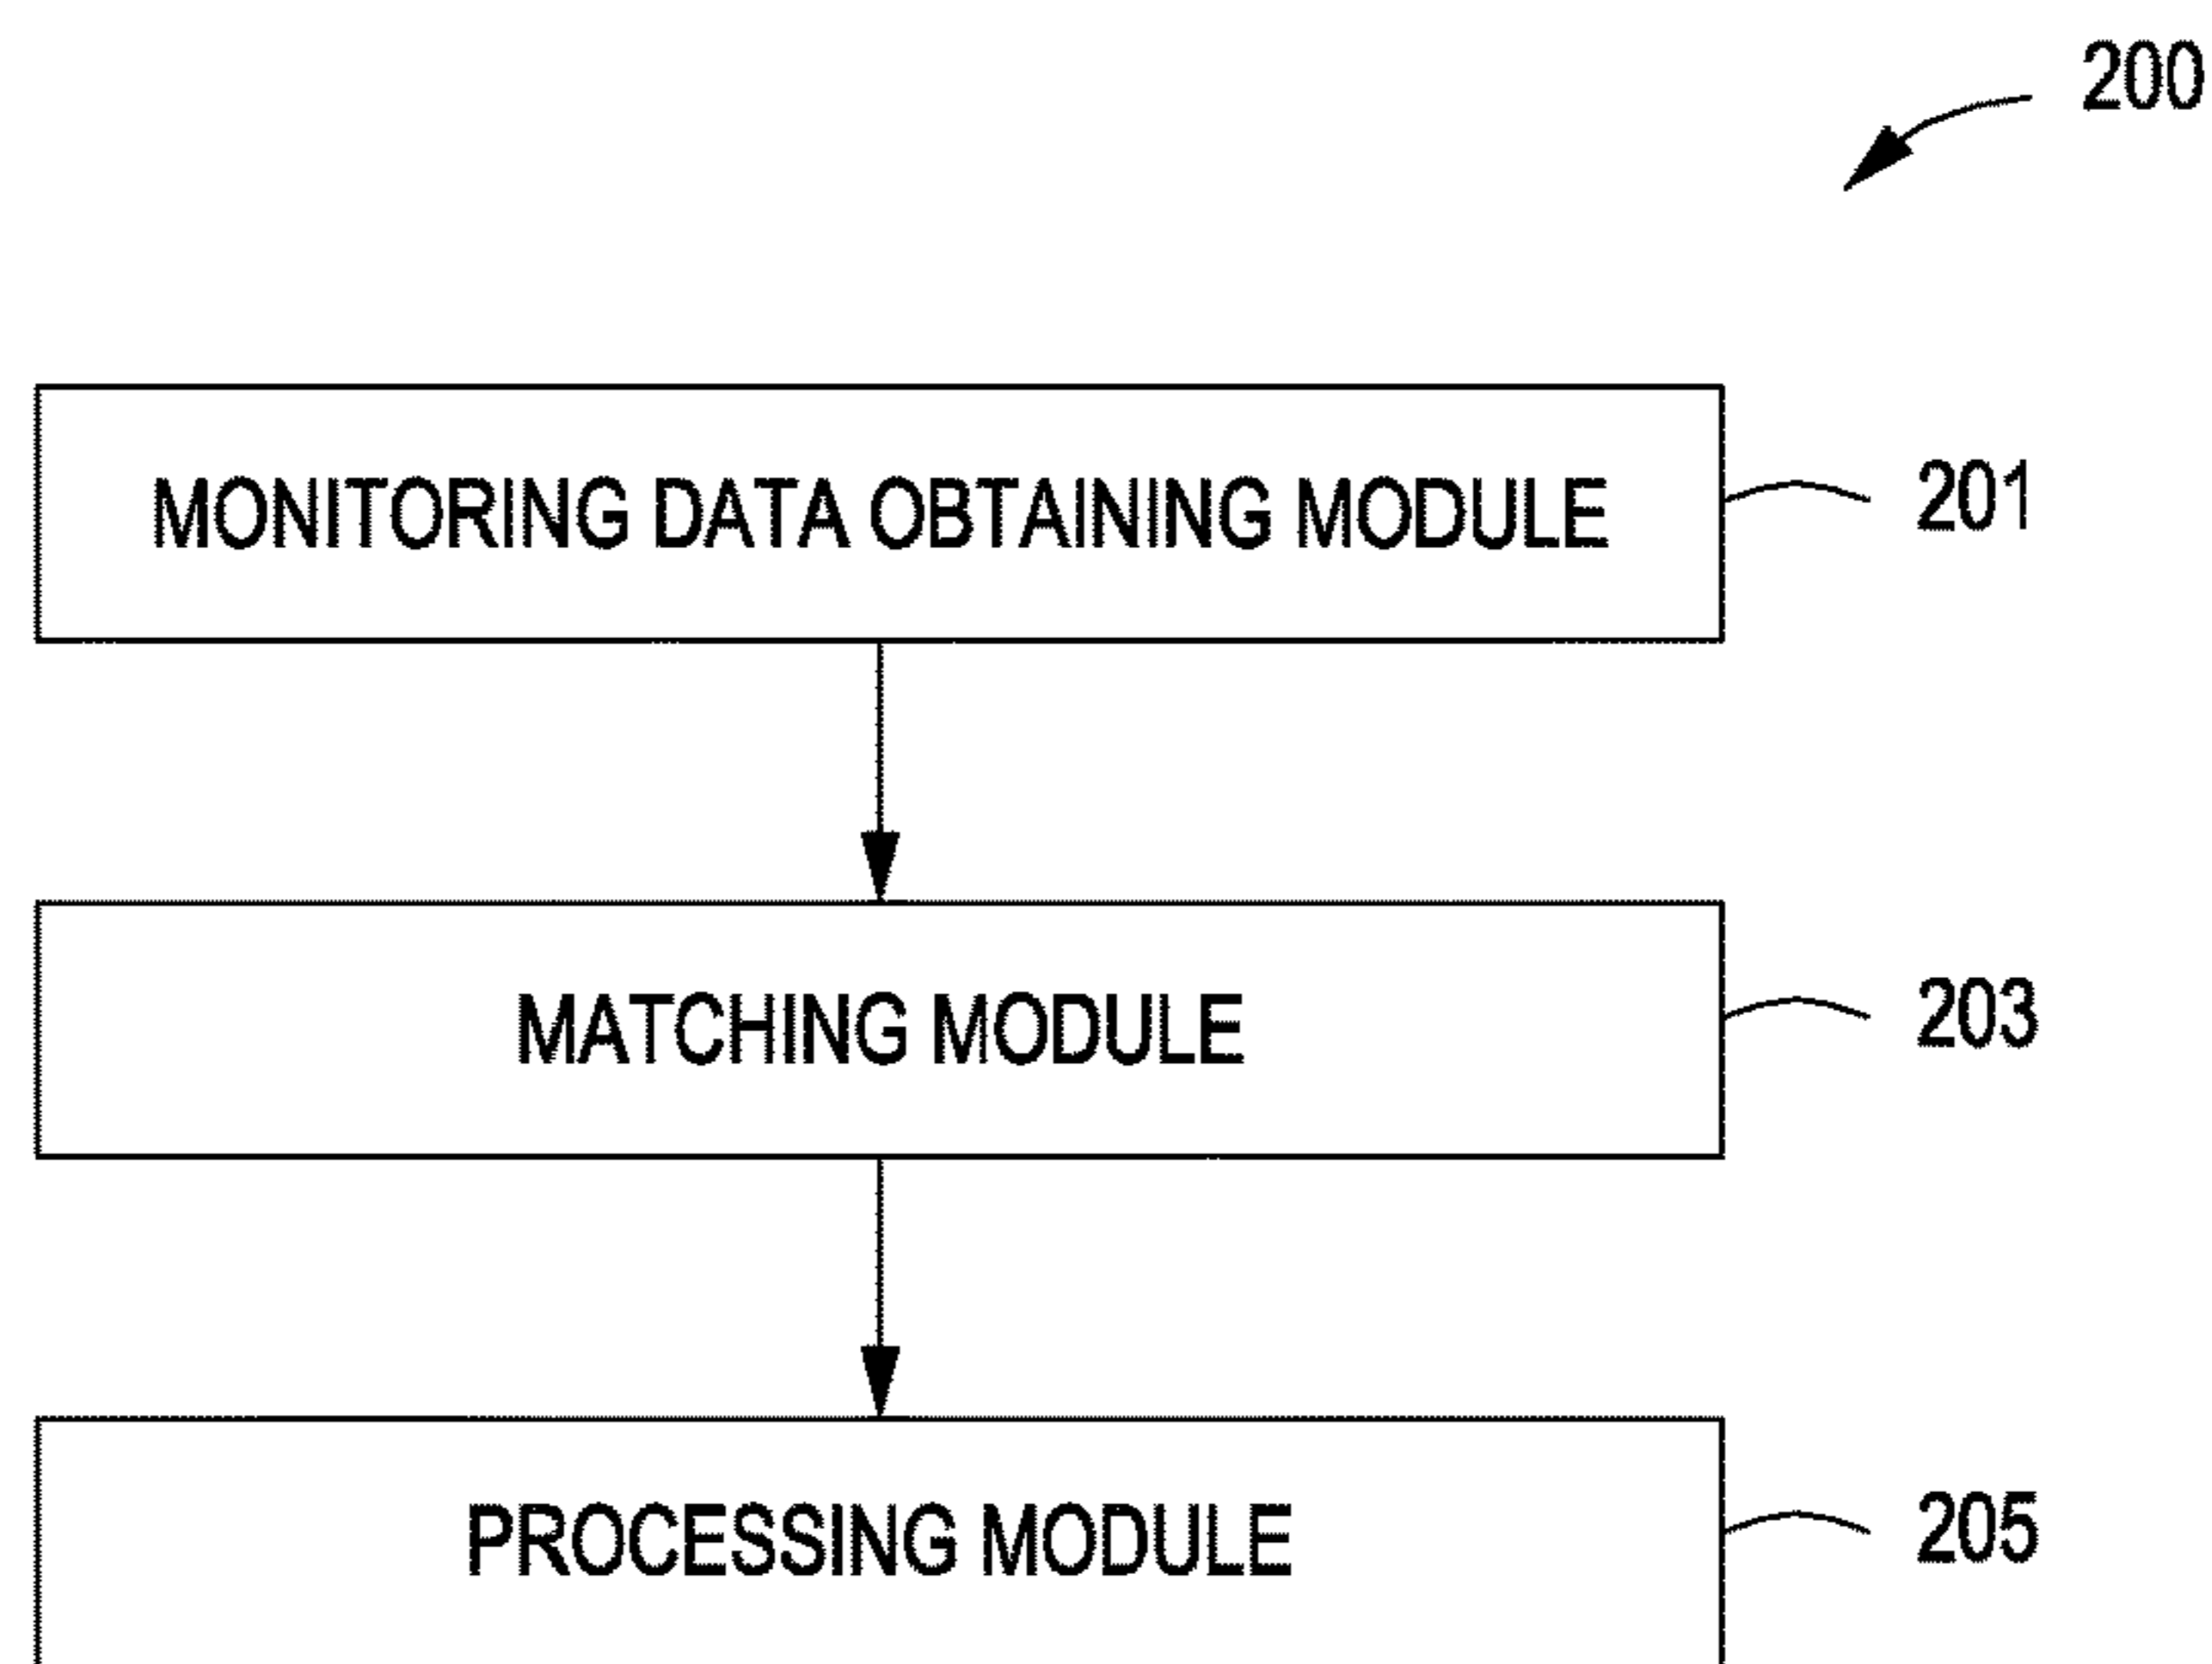 200
MONITORING DATA OBTAINING MODULE
201
MATCHING MODULE
203
PROCESSING MODULE
205